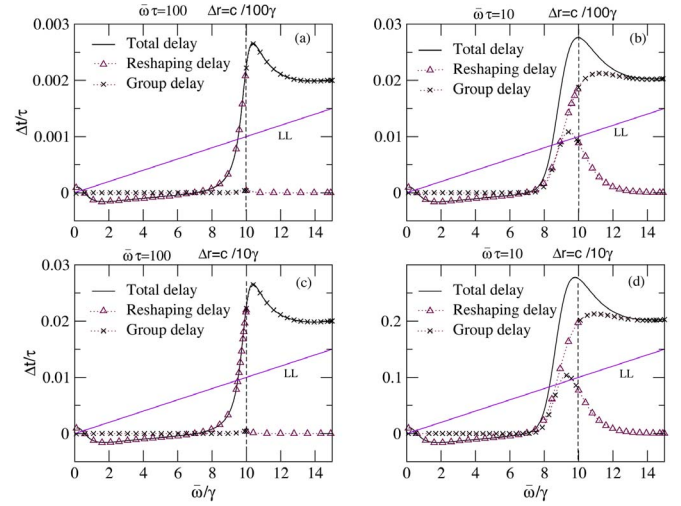 ω̄τ=100 Δr=c /100γ
ω̄τ=10 Δr=c /100γ
0.003
0.002
0.001
0
Δt/τ
(a)
Total delay
Reshaping delay
Group delay
LL
0 2 4 6 8 10 12 14
0.003
0.002
0.001
0
(b)
Total delay
Reshaping delay
Group delay
LL
0 2 4 6 8 10 12 14
ω̄τ=100 Δr=c /10γ
ω̄τ=10 Δr=c /10γ
0.03
0.02
0.01
0
Δt/τ
(c)
Total delay
Reshaping delay
Group delay
LL
0 2 4 6 8 10 12 14
ω̄/γ
0.03
0.02
0.01
0
(d)
Total delay
Reshaping delay
Group delay
LL
0 2 4 6 8 10 12 14
ω̄/γ